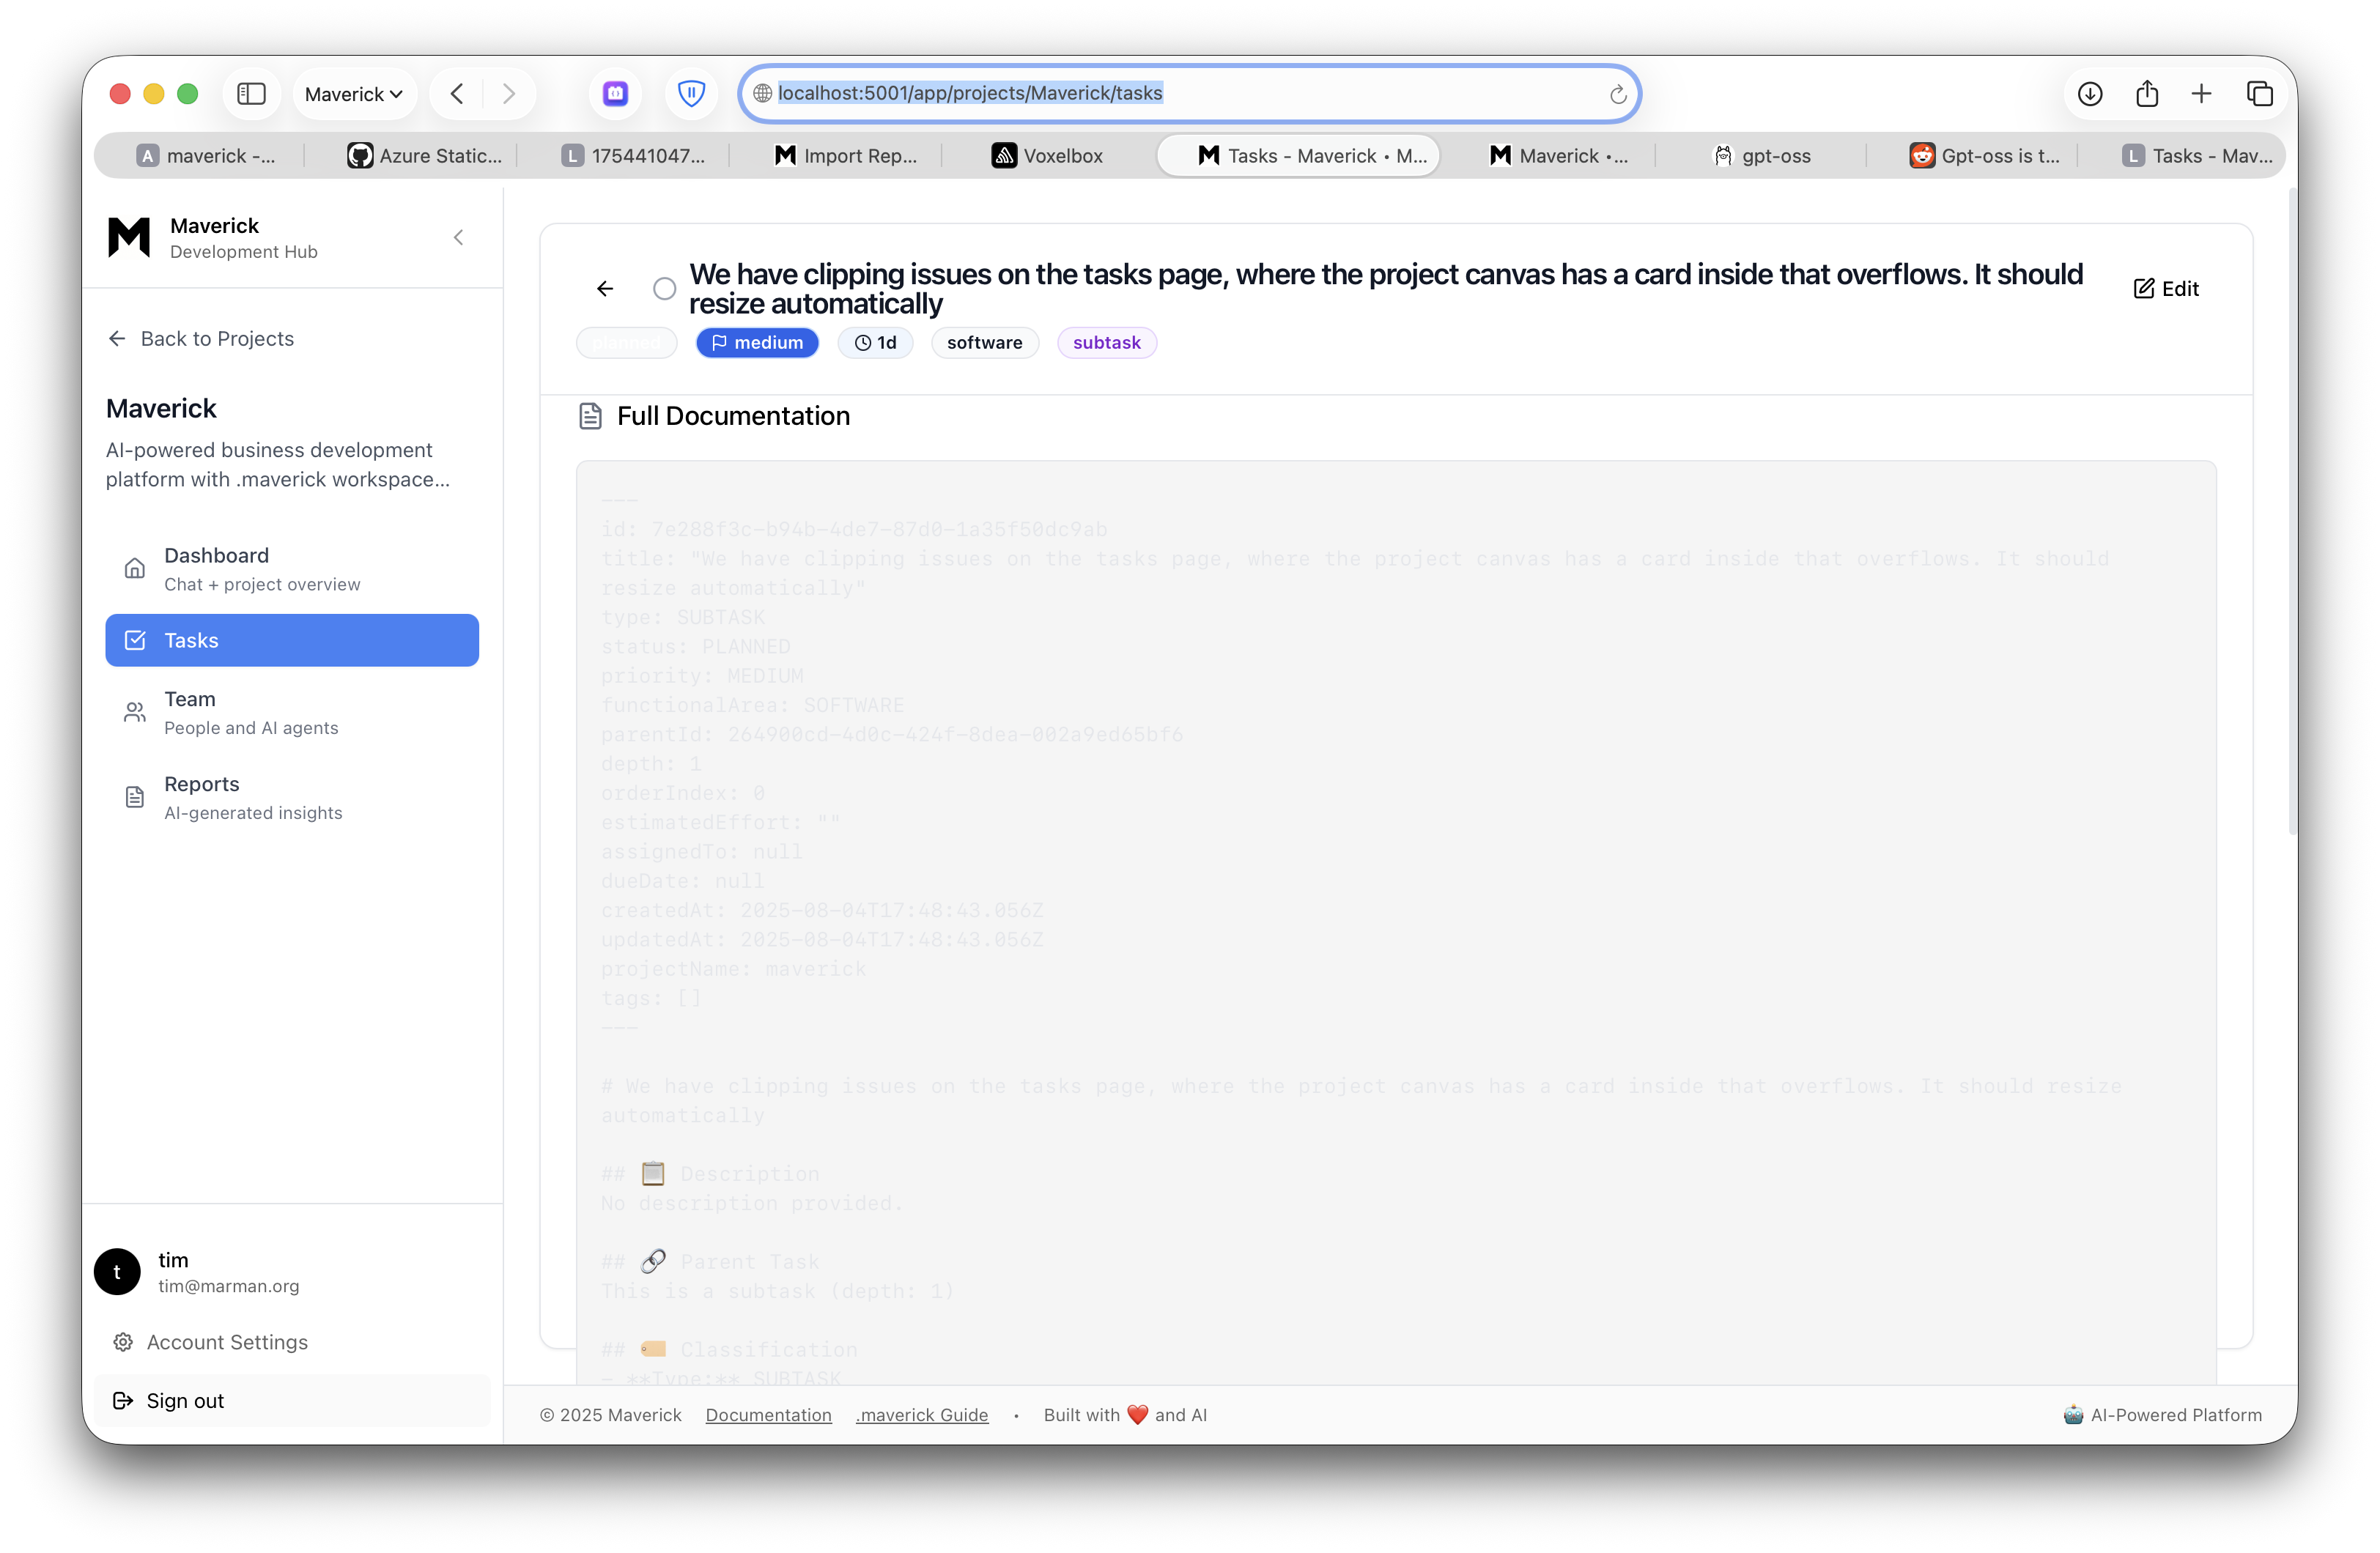 Maverick
localhost:5001/app/projects/Maverick/tasks
A maverick -...
Azure Static...
L 175441047...
Import Rep...
Voxelbox
Tasks - Maverick • M...
Maverick •...
gpt-oss
Gpt-oss is t...
L Tasks - Mav...
Maverick
Development Hub
Back to Projects
Maverick
AI-powered business development
platform with .maverick workspace...
Dashboard
Chat + project overview
Tasks
Team
People and AI agents
Reports
AI-generated insights
t
tim
tim@marman.org
Account Settings
Sign out
We have clipping issues on the tasks page, where the project canvas has a card inside that overflows. It should
resize automatically
Edit
planned
medium
1d
software
subtask
Full Documentation
---
id: 7e288f3c-b94b-4de7-87d0-1a35f50dc9ab
title: "We have clipping issues on the tasks page, where the project canvas has a card inside that overflows. It should
resize automatically"
type: SUBTASK
status: PLANNED
priority: MEDIUM
functionalArea: SOFTWARE
parentId: 264900cd-4d0c-424f-8dea-002a9ed65bf6
depth: 1
orderIndex: 0
estimatedEffort: ""
assignedTo: null
dueDate: null
createdAt: 2025-08-04T17:48:43.056Z
updatedAt: 2025-08-04T17:48:43.056Z
projectName: maverick
tags: []
---
# We have clipping issues on the tasks page, where the project canvas has a card inside that overflows. It should resize
automatically
## 📋 Description
No description provided.
## 🔗 Parent Task
This is a subtask (depth: 1)
## 🏷️ Classification
- **Type:** SUBTASK
© 2025 Maverick Documentation .maverick Guide • Built with ❤️ and AI
🤖 AI-Powered Platform